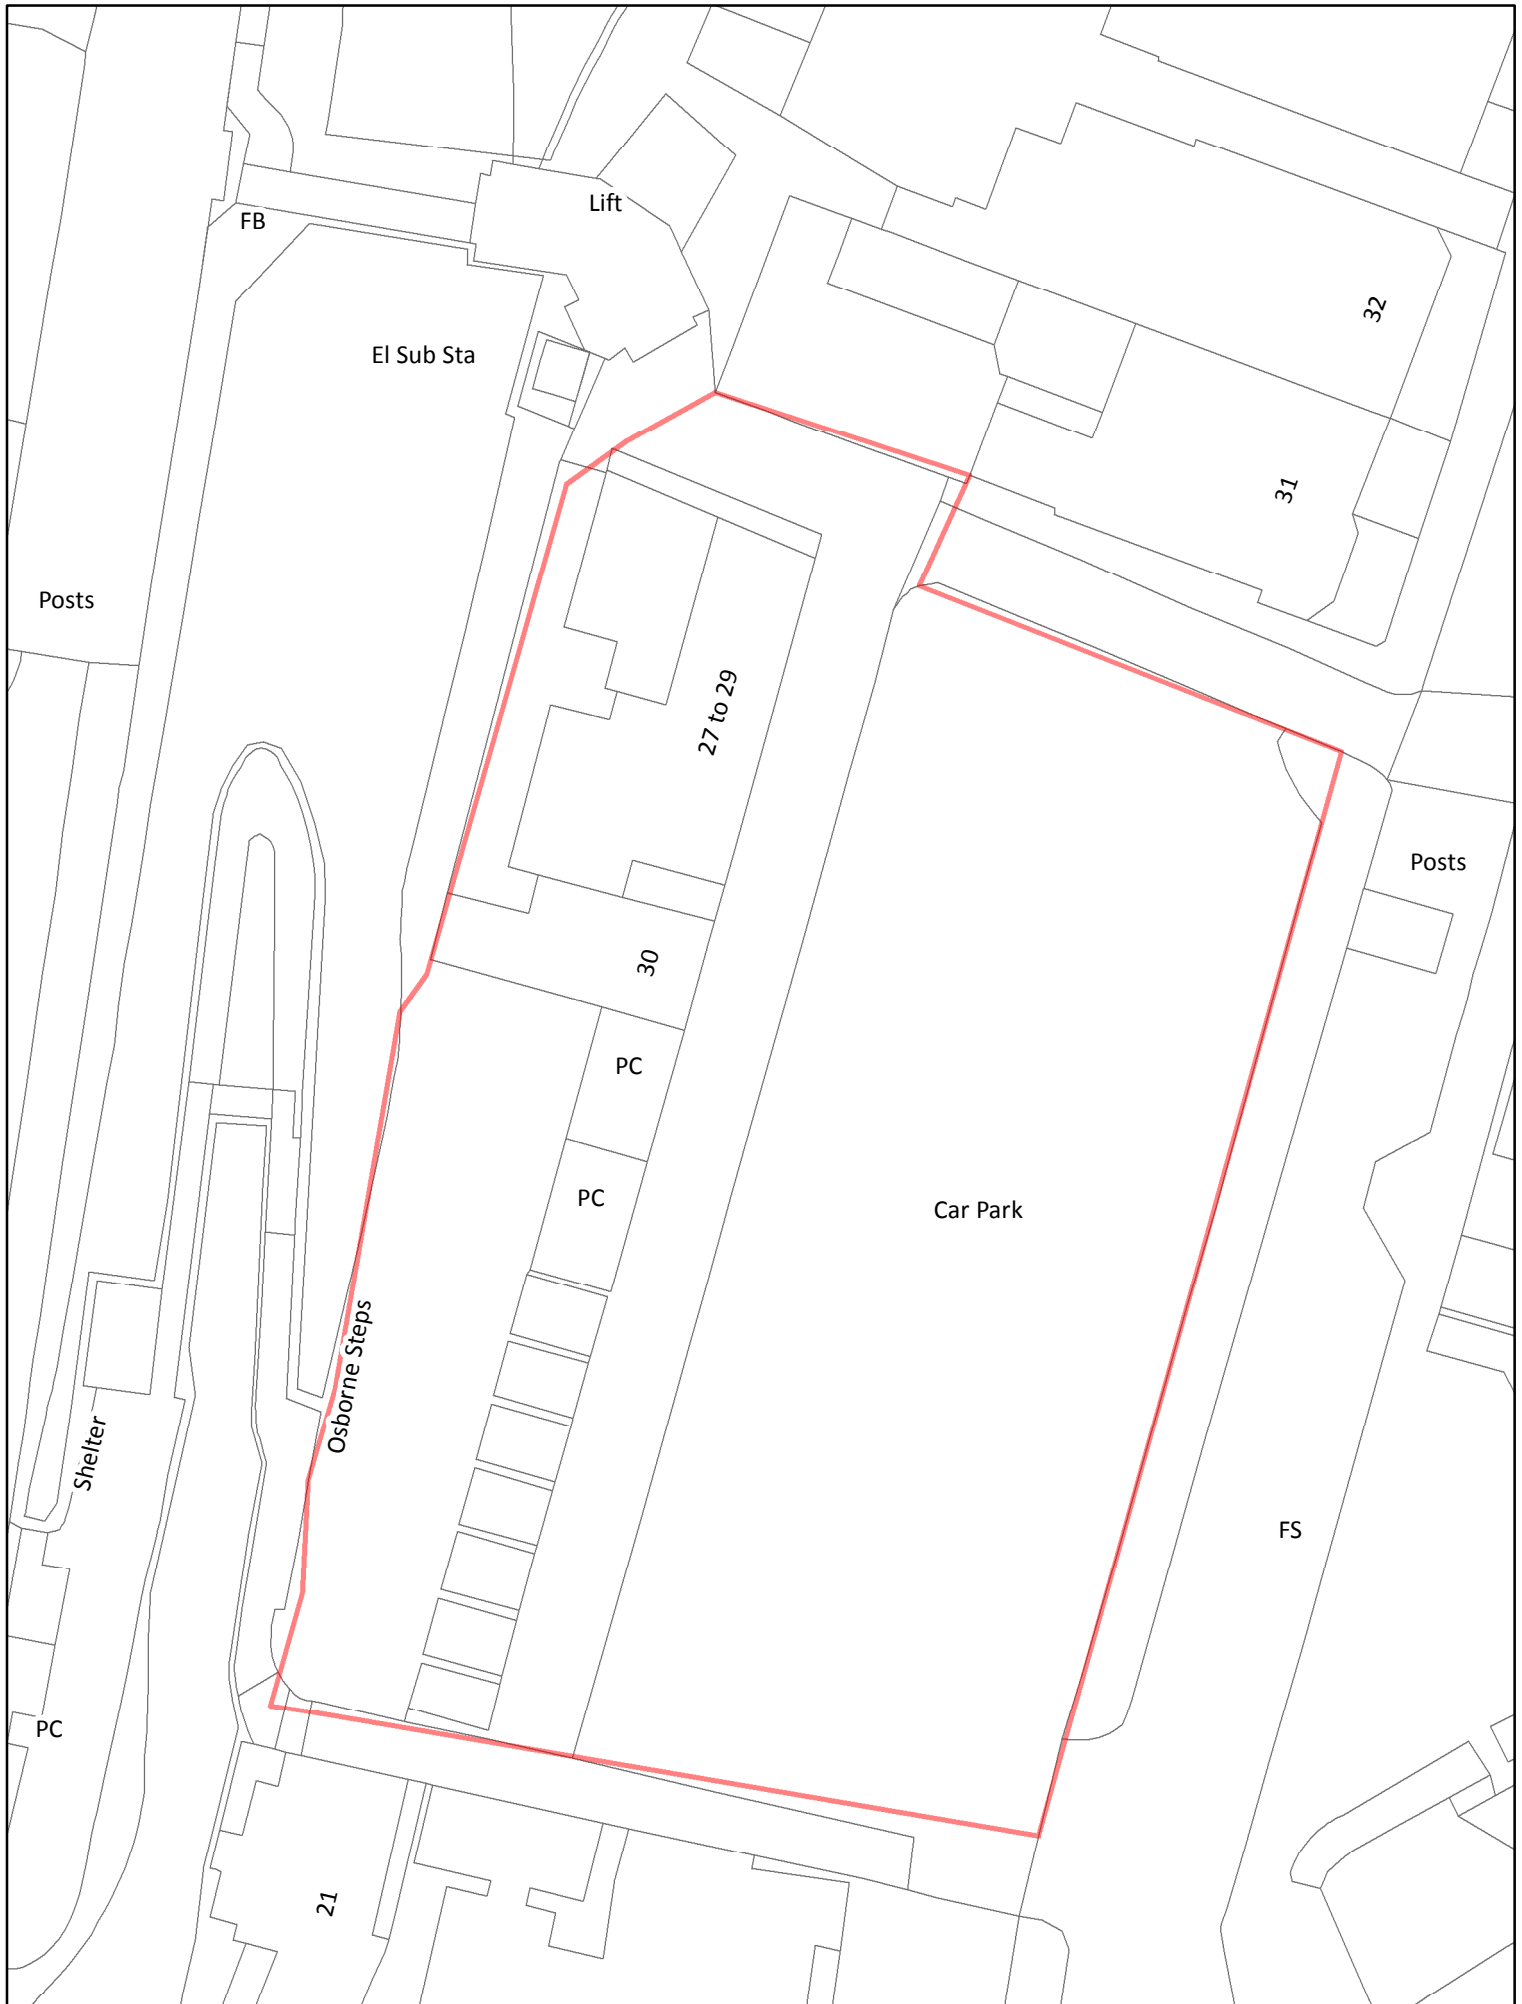 Lift
FB
32
El Sub Sta
31
Posts
27 to 29
Posts
30
PC
PC
Car Park
Osborne Steps
Shelter
FS
PC
21